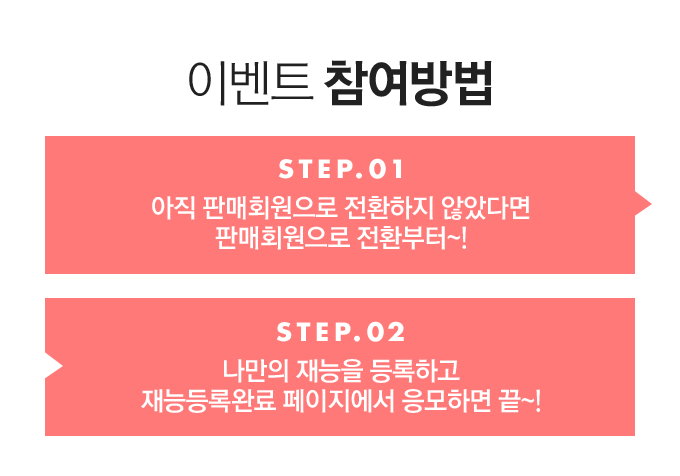 이벤트 참여방법
STEP.01
아직 판매회원으로 전환하지 않았다면
판매회원으로 전환부터~!
STEP.02
나만의 재능을 등록하고
재능등록완료 페이지에서 응모하면 끝~!